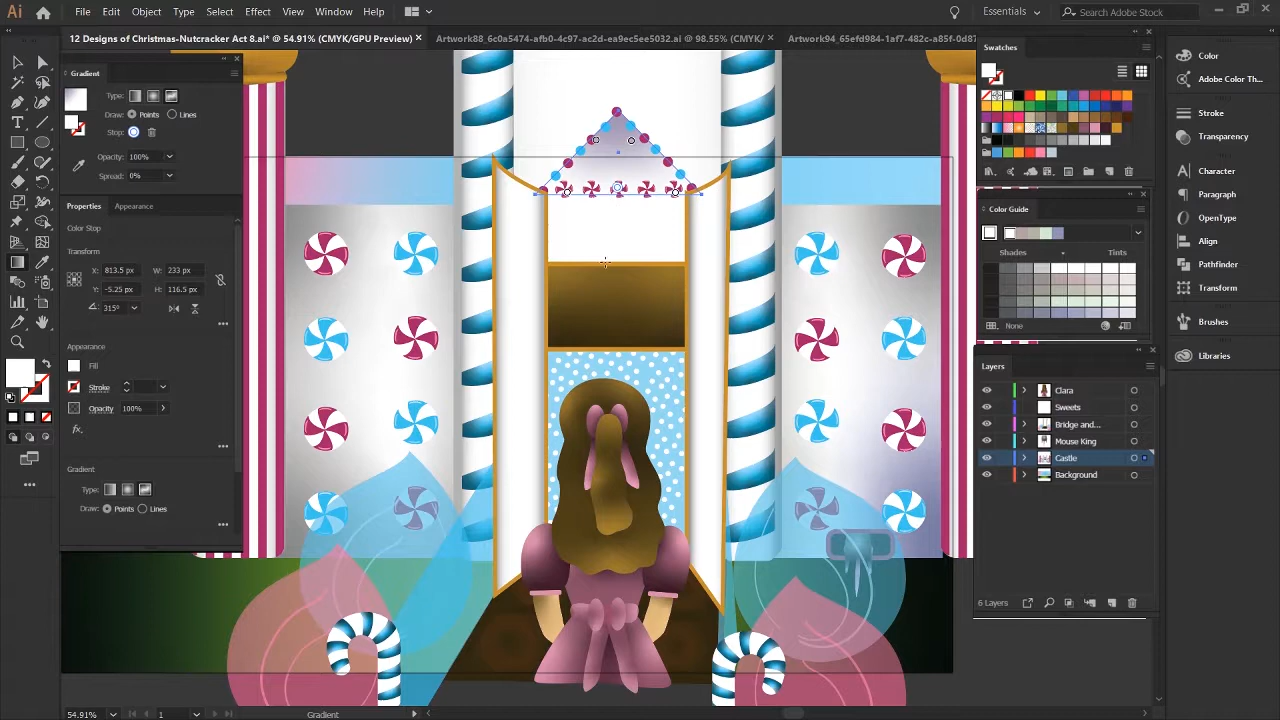 Ai File Edit Object Type Select Effect View Window Help Essentials Search Adobe Stock
12 Designs of Christmas-Nutcracker Act 8.ai* @ 54.91% (CMYK/GPU Preview) × Artwork88_6c0a5474-afb0-4c97-ac2d-ea9ec5ee5032.ai @ 98.55% (CMYK/ × Artwork94_65efd984-1af7-482c-a85f-0d87
Gradient
Type:
Draw: Points Lines
Stop:
Opacity: 100%
Spread: 0%
Properties Appearance
Color Stop
Transform
X: 813.5 px W: 233 px
Y: -5.25 px H: 116.5 px
315°
Appearance
Fill
Stroke
Opacity 100%
fx.
Gradient
Type:
Draw: Points Lines
Swatches
Color Guide
Shades Tints
None
Layers
Clara
Sweets
Bridge and...
Mouse King
Castle
Background
6 Layers
Color
Adobe Color Th...
Stroke
Transparency
Character
Paragraph
OpenType
Align
Pathfinder
Transform
Brushes
Libraries
54.91% 1 Gradient